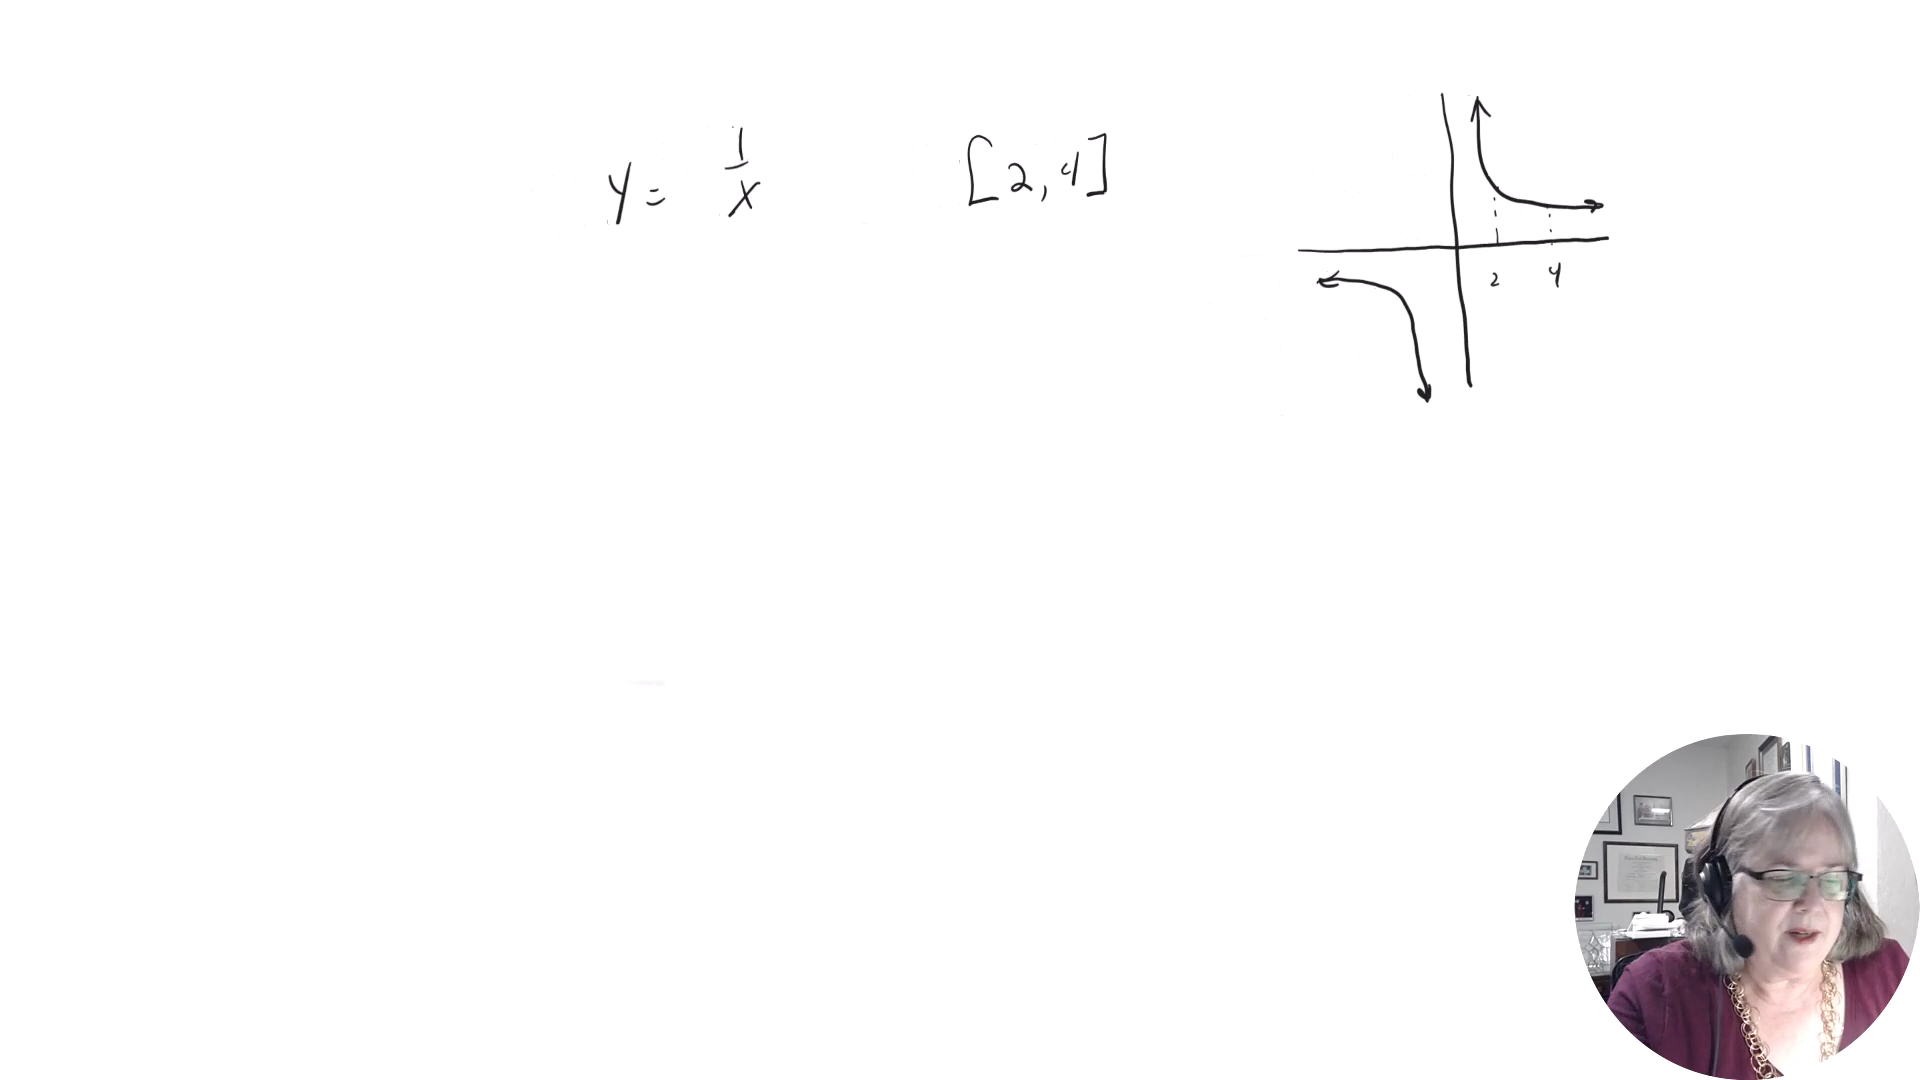 y = 1/x [2, 4]
2 4